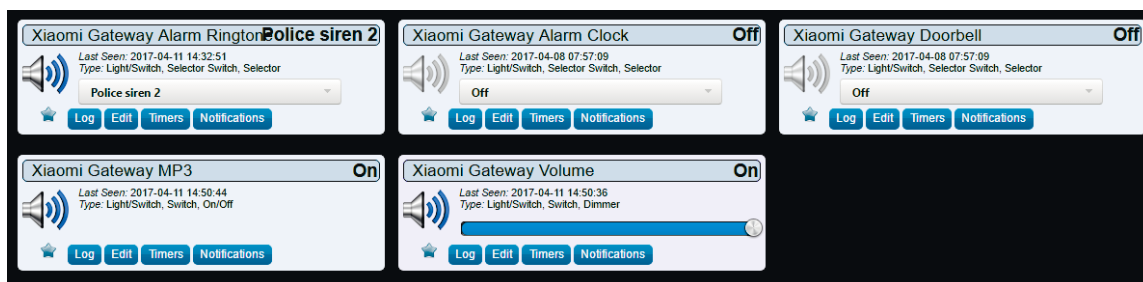 Xiaomi Gateway Alarm Ringtone Police siren 2
Last Seen: 2017-04-11 14:32:51
Type: Light/Switch, Selector Switch, Selector
Police siren 2
Log Edit Timers Notifications
Xiaomi Gateway Alarm Clock Off
Last Seen: 2017-04-08 07:57:09
Type: Light/Switch, Selector Switch, Selector
Off
Log Edit Timers Notifications
Xiaomi Gateway Doorbell Off
Last Seen: 2017-04-08 07:57:09
Type: Light/Switch, Selector Switch, Selector
Off
Log Edit Timers Notifications
Xiaomi Gateway MP3 On
Last Seen: 2017-04-11 14:50:44
Type: Light/Switch, Switch, On/Off
Log Edit Timers Notifications
Xiaomi Gateway Volume On
Last Seen: 2017-04-11 14:50:36
Type: Light/Switch, Switch, Dimmer
Log Edit Timers Notifications